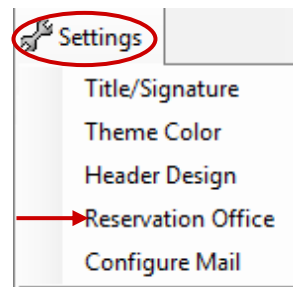 Settings
Title/Signature
Theme Color
Header Design
Reservation Office
Configure Mail